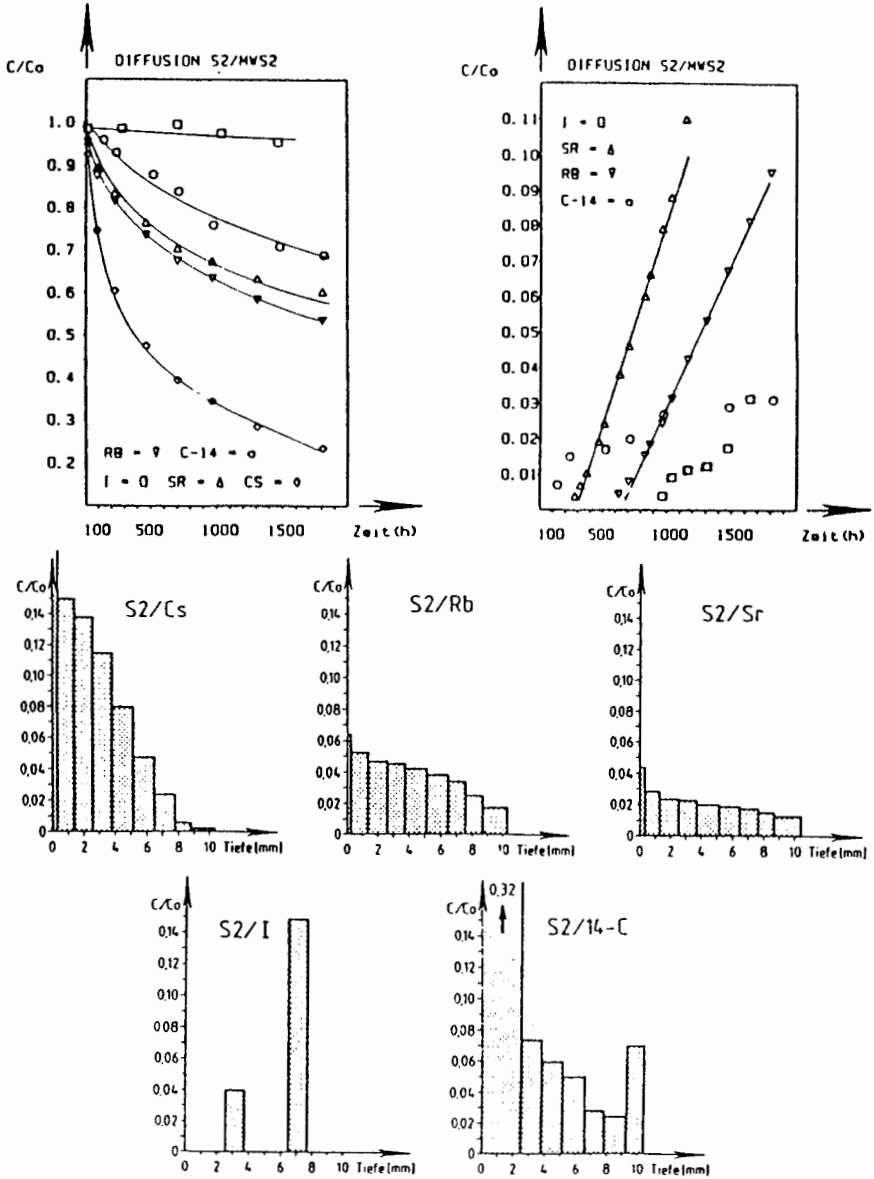 DIFFUSION S2/MWS2
C/Co
1.0
0.9
0.8
0.7
0.6
0.5
0.4
0.3
0.2
RB = ∇ C-14 = o
I = □ SR = Δ CS = ◊
100 500 1000 1500 Zeit(h)
DIFFUSION S2/MWS2
C/Co
0.11
0.10
0.09
0.08
0.07
0.06
0.05
0.04
0.03
0.02
0.01
I = □
SR = Δ
RB = ∇
C-14 = o
100 500 1000 1500 Zeit(h)
C/Co
S2/Cs
0,14
0,12
0,10
0,08
0,06
0,04
0,02
0
0 2 4 6 8 10 Tiefe[mm]
C/Co
S2/Rb
0,14
0,12
0,10
0,08
0,06
0,04
0,02
0
0 2 4 6 8 10 Tiefe[mm]
C/Co
S2/Sr
0,14
0,12
0,10
0,08
0,06
0,04
0,02
0
0 2 4 6 8 10 Tiefe[mm]
C/Co
S2/I
0,14
0,12
0,10
0,08
0,06
0,04
0,02
0
0 2 4 6 8 10 Tiefe[mm]
0,32
C/Co
S2/14-C
0,14
0,12
0,10
0,08
0,06
0,04
0,02
0
0 2 4 6 8 10 Tiefe[mm]